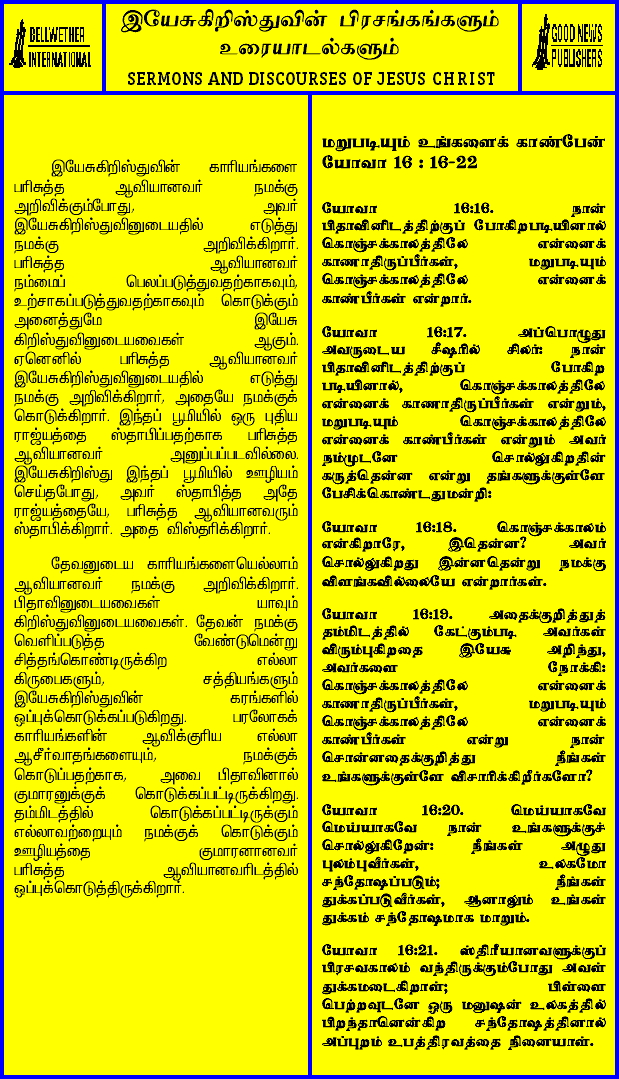 BELLWETHER
INTERNATIONAL
இயேசுகிறிஸ்துவின் பிரசங்கங்களும்
உரையாடல்களும்
SERMONS AND DISCOURSES OF JESUS CHRIST
GOOD NEWS
PUBLISHERS
இயேசுகிறிஸ்துவின் காரியங்களை
பரிசுத்த ஆவியானவர் நமக்கு
அறிவிக்கும்போது, அவர்
இயேசுகிறிஸ்துவினுடையதில் எடுத்து
நமக்கு அறிவிக்கிறார்.
பரிசுத்த ஆவியானவர்
நம்மைப் பெலப்படுத்துவதற்காகவும்,
உற்சாகப்படுத்துவதற்காகவும் கொடுக்கும்
அனைத்துமே இயேசு
கிறிஸ்துவினுடையவைகள் ஆகும்.
ஏனெனில் பரிசுத்த ஆவியானவர்
இயேசுகிறிஸ்துவினுடையதில் எடுத்து
நமக்கு அறிவிக்கிறார், அதையே நமக்குக்
கொடுக்கிறார். இந்தப் பூமியில் ஒரு புதிய
ராஜ்யத்தை ஸ்தாபிப்பதற்காக பரிசுத்த
ஆவியானவர் அனுப்பப்படவில்லை.
இயேசுகிறிஸ்து இந்தப் பூமியில் ஊழியம்
செய்தபோது, அவர் ஸ்தாபித்த அதே
ராஜ்யத்தையே, பரிசுத்த ஆவியானவரும்
ஸ்தாபிக்கிறார். அதை விஸ்தரிக்கிறார்.
தேவனுடைய காரியங்களையெல்லாம்
ஆவியானவர் நமக்கு அறிவிக்கிறார்.
பிதாவினுடையவைகள் யாவும்
கிறிஸ்துவினுடையவைகள். தேவன் நமக்கு
வெளிப்படுத்த வேண்டுமென்று
சித்தங்கொண்டிருக்கிற எல்லா
கிருபைகளும், சத்தியங்களும்
இயேசுகிறிஸ்துவின் கரங்களில்
ஒப்புக்கொடுக்கப்படுகிறது. பரலோகக்
காரியங்களின் ஆவிக்குரிய எல்லா
ஆசீர்வாதங்களையும், நமக்குக்
கொடுப்பதற்காக, அவை பிதாவினால்
குமாரனுக்குக் கொடுக்கப்பட்டிருக்கிறது.
தம்மிடத்தில் கொடுக்கப்பட்டிருக்கும்
எல்லாவற்றையும் நமக்குக் கொடுக்கும்
ஊழியத்தை குமாரனானவர்
பரிசுத்த ஆவியானவரிடத்தில்
ஒப்புக்கொடுத்திருக்கிறார்.
மறுபடியும் உங்களைக் காண்பேன்
யோவா 16 : 16-22
யோவா 16:16. நான்
பிதாவினிடத்திற்குப் போகிறபடியினால்
கொஞ்சக்காலத்திலே என்னைக்
காணாதிருப்பீர்கள், மறுபடியும்
கொஞ்சக்காலத்திலே என்னைக்
காண்பீர்கள் என்றார்.
யோவா 16:17. அப்பொழுது
அவருடைய சீஷரில் சிலர்: நான்
பிதாவினிடத்திற்குப் போகிற
படியினால், கொஞ்சக்காலத்திலே
என்னைக் காணாதிருப்பீர்கள் என்றும்,
மறுபடியும் கொஞ்சக்காலத்திலே
என்னைக் காண்பீர்கள் என்றும் அவர்
நம்முடனே சொல்லுகிறதின்
கருத்தென்ன என்று தங்களுக்குள்ளே
பேசிக்கொண்டதுமன்றி:
யோவா 16:18. கொஞ்சக்காலம்
என்கிறாரே, இதென்ன? அவர்
சொல்லுகிறது இன்னதென்று நமக்கு
விளங்கவில்லையே என்றார்கள்.
யோவா 16:19. அதைக்குறித்துத்
தம்மிடத்தில் கேட்கும்படி அவர்கள்
விரும்புகிறதை இயேசு அறிந்து,
அவர்களை நோக்கி:
கொஞ்சக்காலத்திலே என்னைக்
காணாதிருப்பீர்கள், மறுபடியும்
கொஞ்சக்காலத்திலே என்னைக்
காண்பீர்கள் என்று நான்
சொன்னதைக்குறித்து நீங்கள்
உங்களுக்குள்ளே விசாரிக்கிறீர்களோ?
யோவா 16:20. மெய்யாகவே
மெய்யாகவே நான் உங்களுக்குச்
சொல்லுகிறேன்: நீங்கள் அழுது
புலம்புவீர்கள், உலகமோ
சந்தோஷப்படும்; நீங்கள்
துக்கப்படுவீர்கள், ஆனாலும் உங்கள்
துக்கம் சந்தோஷமாக மாறும்.
யோவா 16:21. ஸ்திரீயானவளுக்குப்
பிரசவகாலம் வந்திருக்கும்போது அவள்
துக்கமடைகிறாள்; பிள்ளை
பெற்றவுடனே ஒரு மனுஷன் உலகத்தில்
பிறந்தானென்கிற சந்தோஷத்தினால்
அப்புறம் உபத்திரவத்தை நினையாள்.